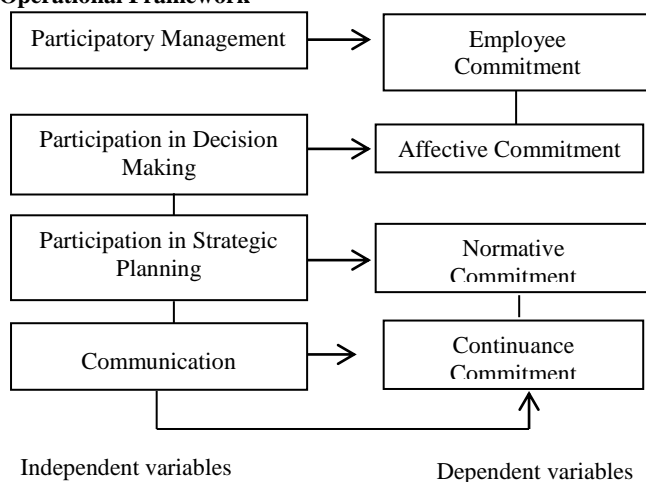 Operational Framework
Participatory Management
Employee
Commitment
Participation in Decision
Making
Affective Commitment
Participation in Strategic
Planning
Normative
Commitment
Communication
Continuance
Commitment
Independent variables
Dependent variables